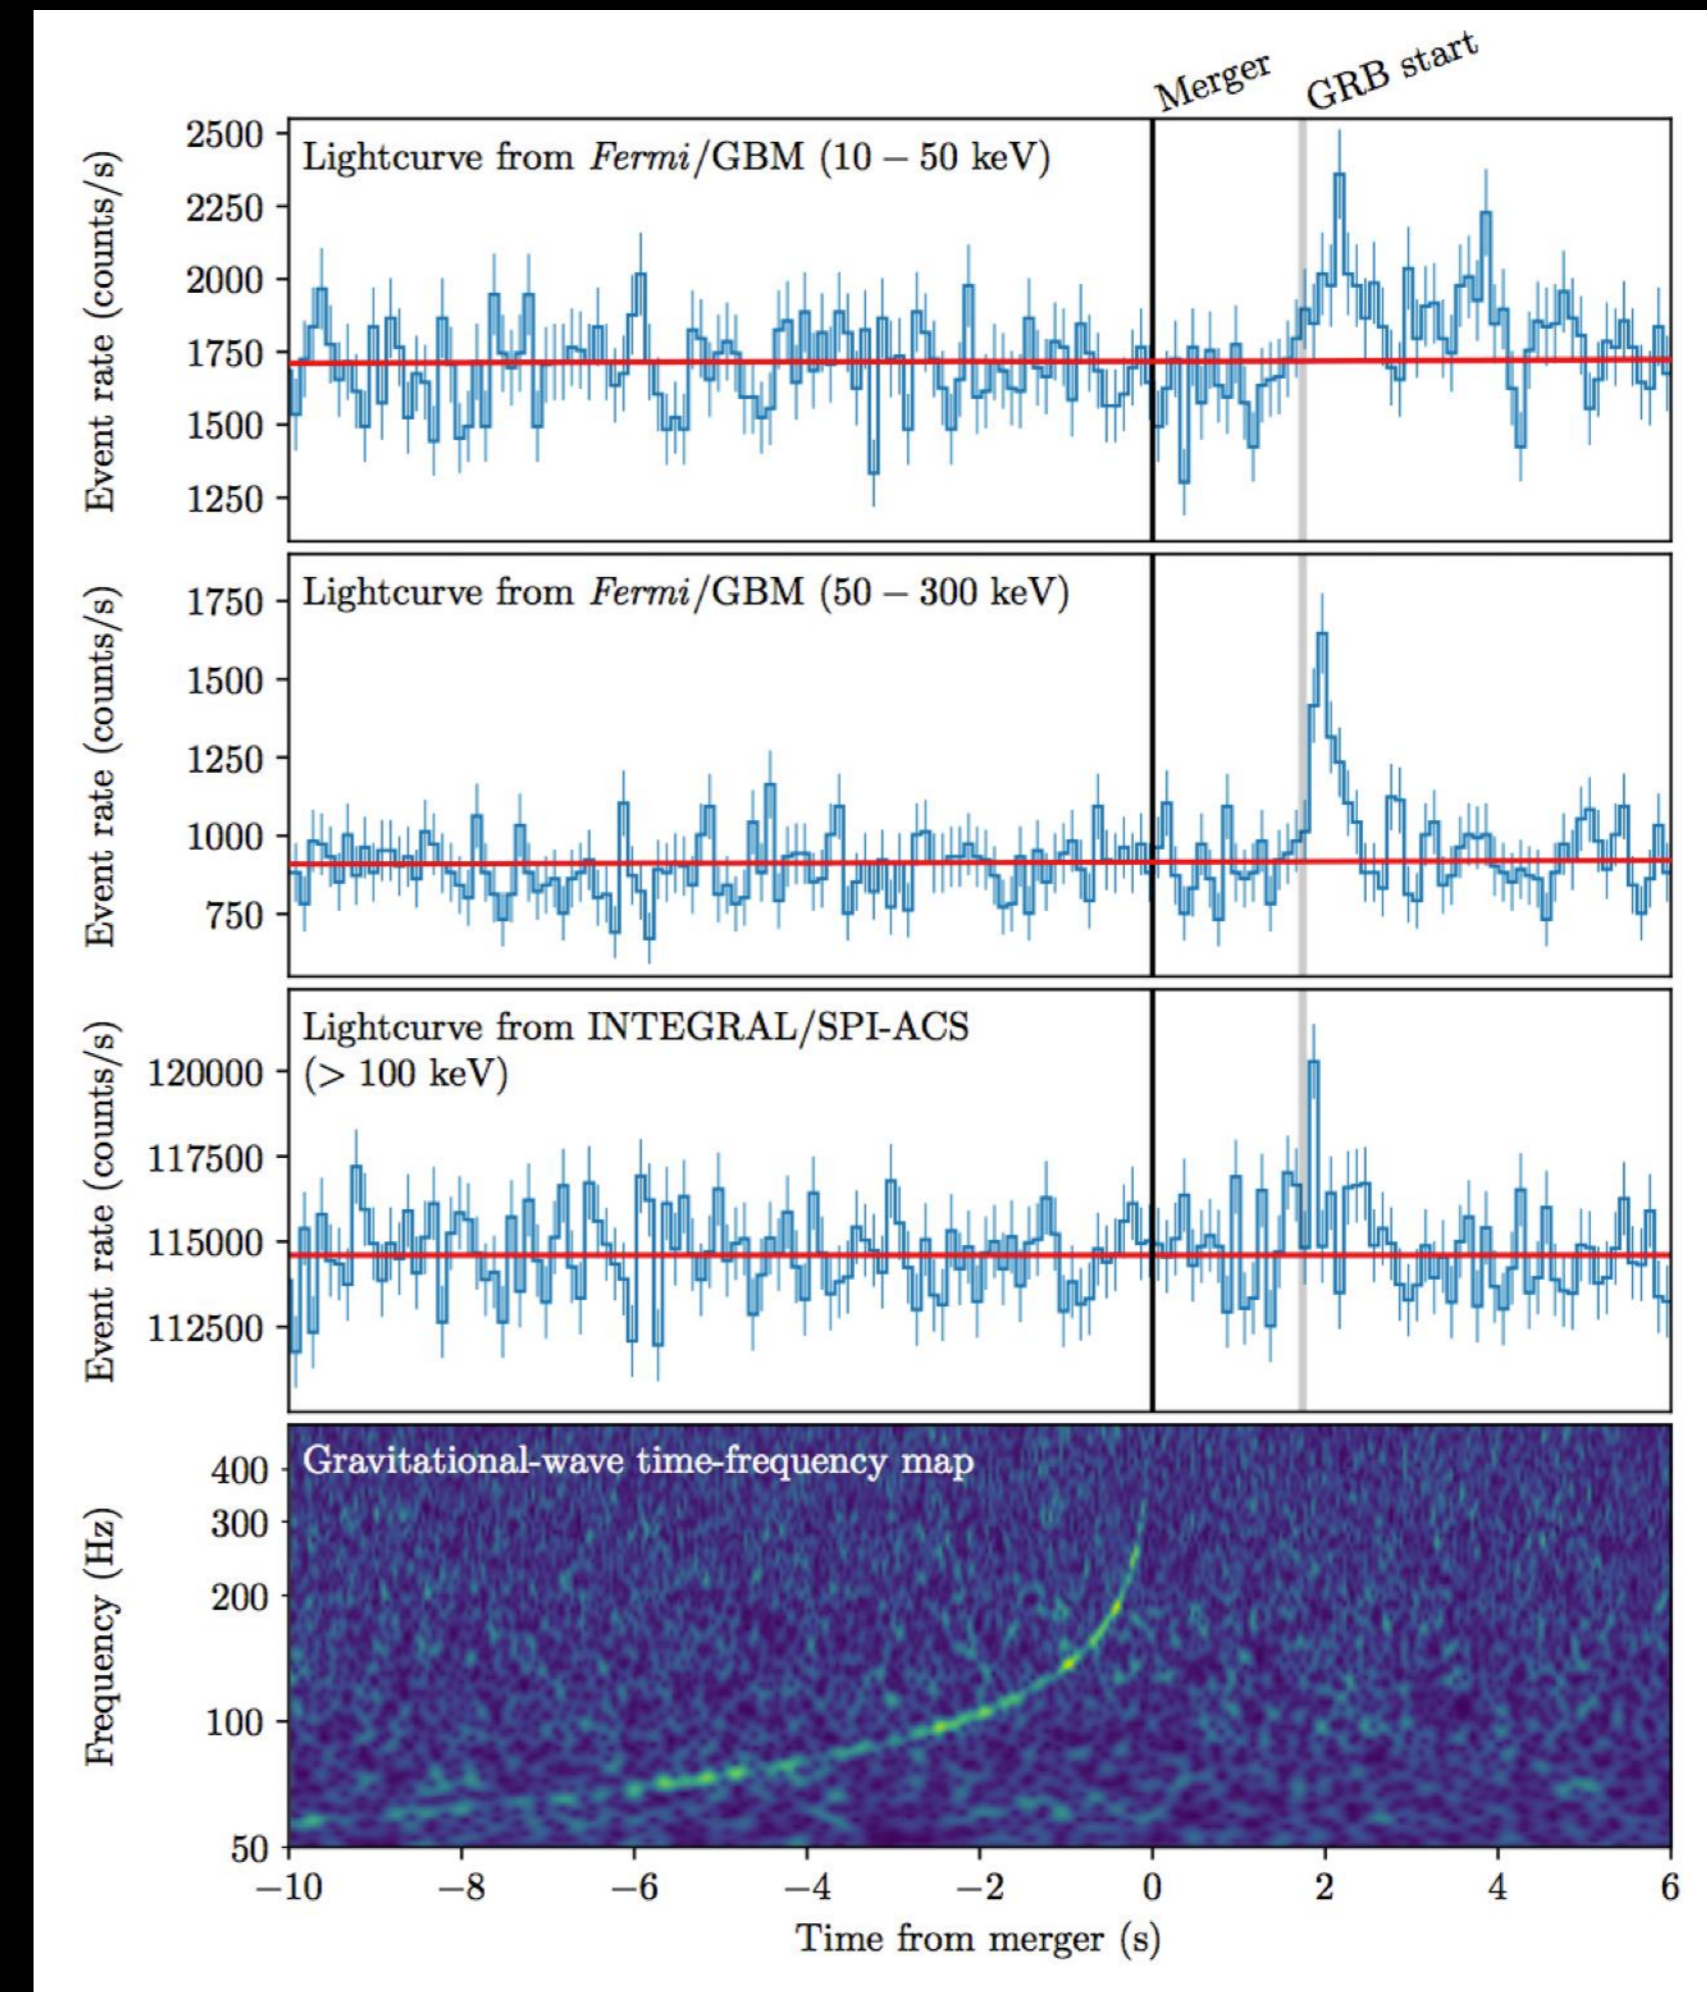 Merger
GRB start
Lightcurve from Fermi/GBM (10 – 50 keV)
Event rate (counts/s)
2500
2250
2000
1750
1500
1250
Lightcurve from Fermi/GBM (50 – 300 keV)
Event rate (counts/s)
1750
1500
1250
1000
750
Lightcurve from INTEGRAL/SPI-ACS
(> 100 keV)
Event rate (counts/s)
120000
117500
115000
112500
Gravitational-wave time-frequency map
Frequency (Hz)
400
300
200
100
50
−10 −8 −6 −4 −2 0 2 4 6
Time from merger (s)